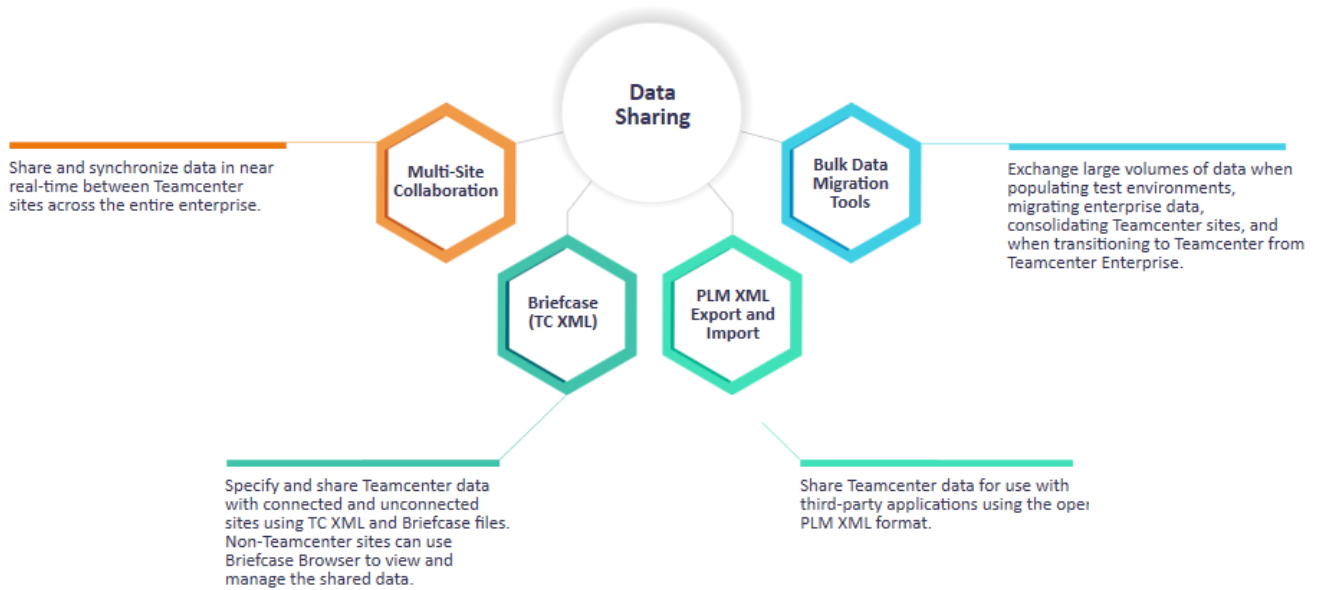 Data
Sharing
Multi-Site
Collaboration
Share and synchronize data in near
real-time between Teamcenter
sites across the entire enterprise.
Bulk Data
Migration
Tools
Exchange large volumes of data when
populating test environments,
migrating enterprise data,
consolidating Teamcenter sites, and
when transitioning to Teamcenter from
Teamcenter Enterprise.
Briefcase
(TC XML)
Specify and share Teamcenter data
with connected and unconnected
sites using TC XML and Briefcase files.
Non-Teamcenter sites can use
Briefcase Browser to view and
manage the shared data.
PLM XML
Export and
Import
Share Teamcenter data for use with
third-party applications using the
PLM XML format.